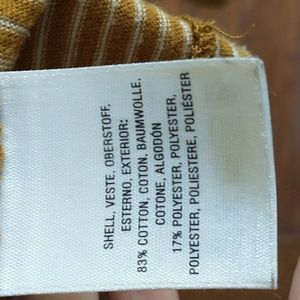 SHELL, VESTE, OBERSTOFF,
ESTERNO, EXTERIOR:
83% COTTON, COTON, BAUMWOLLE,
COTONE, ALGODÓN
17% POLYESTER, POLYESTER,
POLYESTER, POLIESTERE, POLIÉSTER